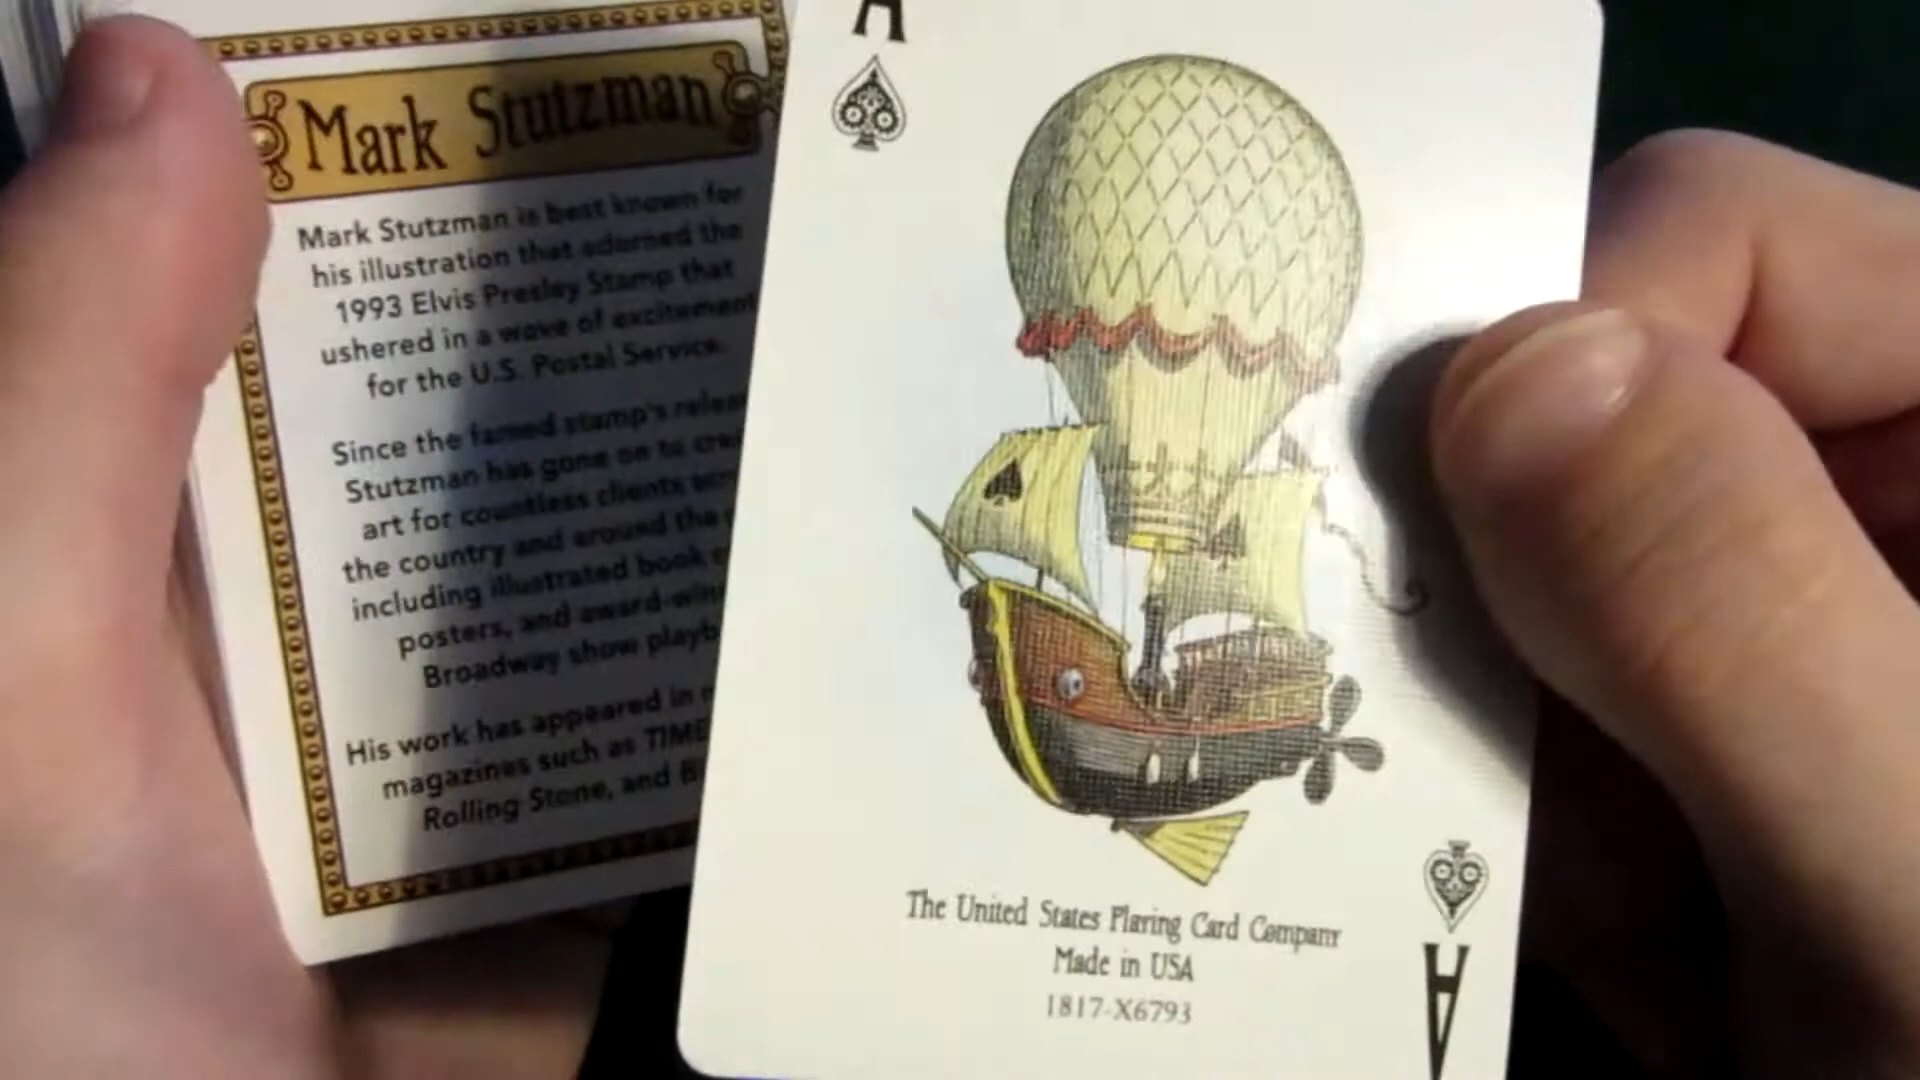 Mark Stutzman
Mark Stutzman is best known for
his illustration that adorned the
1993 Elvis Presley Stamp that
ushered in a wave of excitement
for the U.S. Postal Service.
Since the famed stamp's
Stutzman has gone on to
art for countless clients
the country and around the
including illustrated book
posters, and
Broadway show
His work has appeared in
magazines such as TIME
Rolling Stone, and
A
The United States Playing Card Company
Made in USA
1817-X6793
A